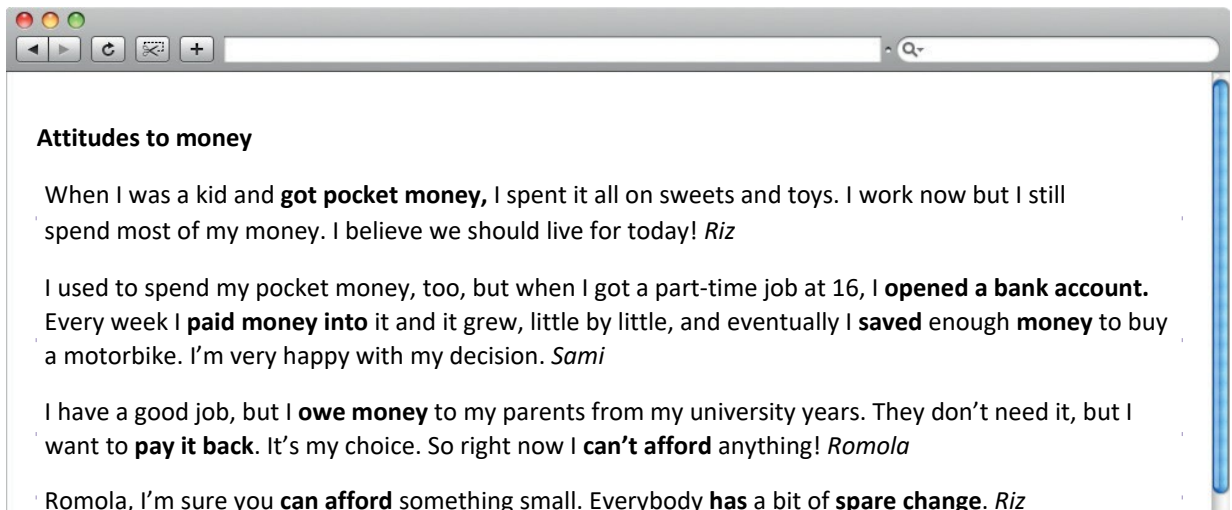 Attitudes to money
When I was a kid and got pocket money, I spent it all on sweets and toys. I work now but I still
spend most of my money. I believe we should live for today! Riz
I used to spend my pocket money, too, but when I got a part-time job at 16, I opened a bank account.
Every week I paid money into it and it grew, little by little, and eventually I saved enough money to buy
a motorbike. I’m very happy with my decision. Sami
I have a good job, but I owe money to my parents from my university years. They don’t need it, but I
want to pay it back. It’s my choice. So right now I can’t afford anything! Romola
Romola, I’m sure you can afford something small. Everybody has a bit of spare change. Riz